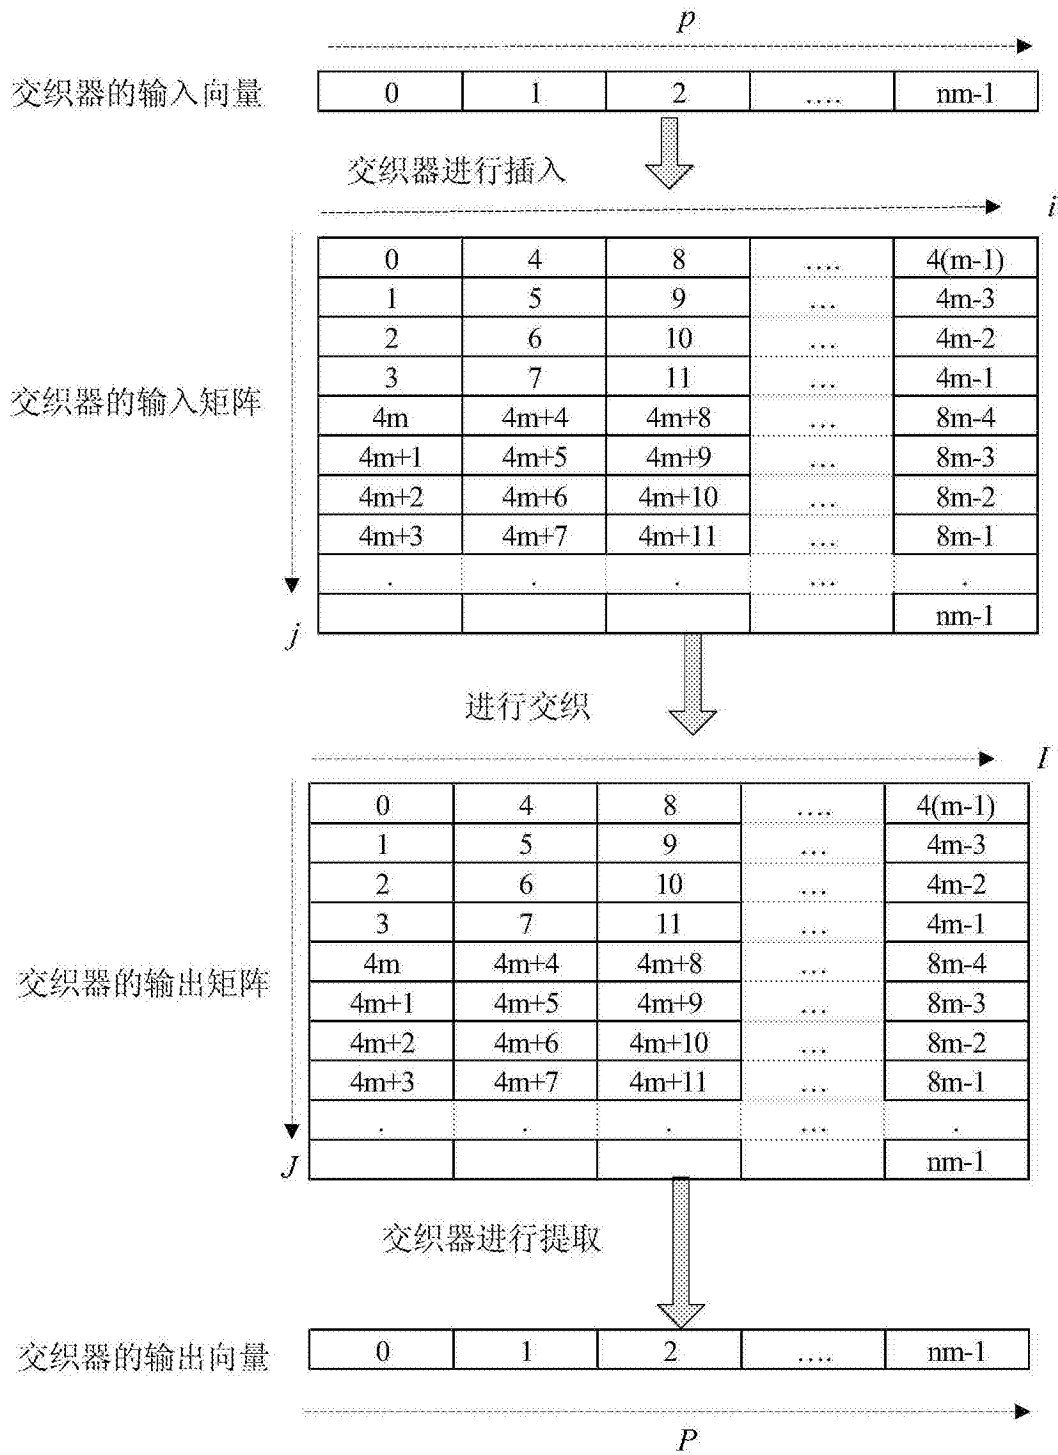 p
交织器的输入向量 0 1 2 .... nm-1
交织器进行插入
i
0 4 8 .... 4(m-1)
1 5 9 ... 4m-3
2 6 10 ... 4m-2
3 7 11 ... 4m-1
交织器的输入矩阵
4m 4m+4 4m+8 ... 8m-4
4m+1 4m+5 4m+9 ... 8m-3
4m+2 4m+6 4m+10 ... 8m-2
4m+3 4m+7 4m+11 ... 8m-1
. . . ... .
nm-1
j
进行交织
I
0 4 8 .... 4(m-1)
1 5 9 ... 4m-3
2 6 10 ... 4m-2
3 7 11 ... 4m-1
交织器的输出矩阵
4m 4m+4 4m+8 ... 8m-4
4m+1 4m+5 4m+9 ... 8m-3
4m+2 4m+6 4m+10 ... 8m-2
4m+3 4m+7 4m+11 ... 8m-1
. . . ... .
nm-1
J
交织器进行提取
交织器的输出向量 0 1 2 .... nm-1
P